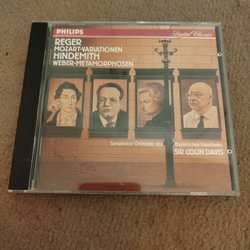 PHILIPS
Digital Classics
REGER
MOZART-VARIATIONEN
HINDEMITH
WEBER-METAMORPHOSEN
Symphonie-Orchester des Bayerischen Rundfunks
SIR COLIN DAVIS